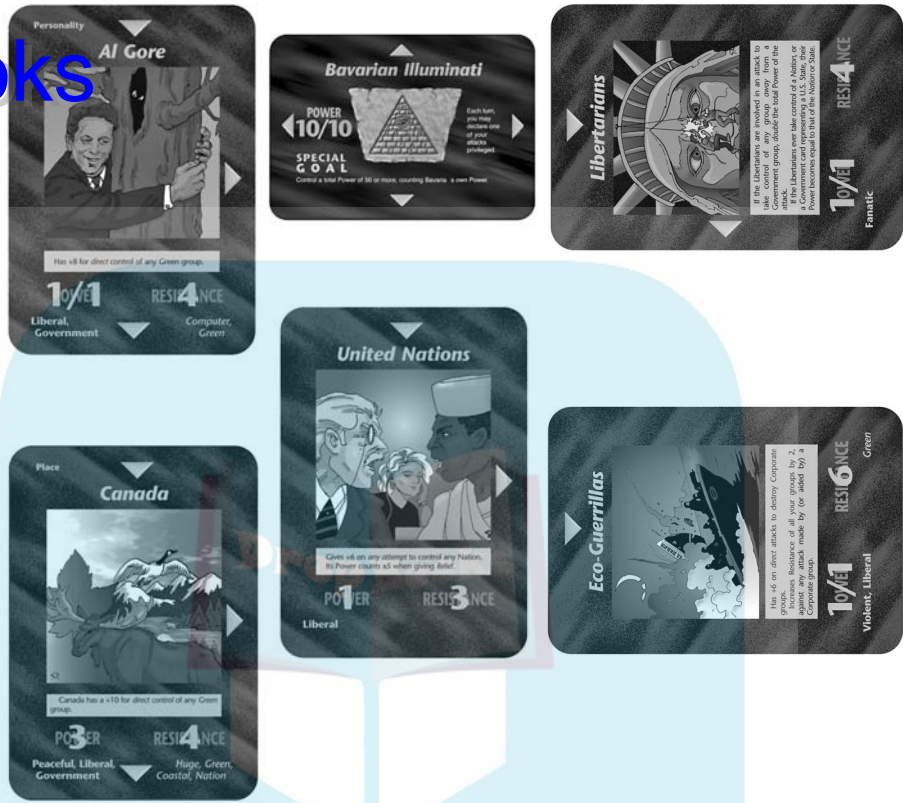 ooks
Personality
Al Gore
Has +8 for direct control of any Green group.
POWER 1/1
RESISTANCE 4
Liberal,
Government
Computer,
Green
Bavarian Illuminati
POWER
10/10
Each turn,
you may
declare one
of your
attacks
privileged.
SPECIAL
GOAL
Control a total Power of 50 or more, counting Bavaria s own Power.
Libertarians
If the Libertarians are involved in an attack to
take control of any group away from a
Government group, double the total Power of the
attack.
If the Libertarians ever take control of a Nation, or
a Government card representing a U.S. State, their
Power becomes equal to that of the Nation or State.
POWER 1/1
RESISTANCE 4
Fanatic
Place
Canada
Canada has a +10 for direct control of any Green
group.
POWER 3
RESISTANCE 4
Peaceful, Liberal,
Government
Huge, Green,
Coastal, Nation
United Nations
Gives +6 on any attempt to control any Nation.
Its Power counts x5 when giving Relief.
POWER 1
RESISTANCE 3
Liberal
Eco-Guerrillas
Has +6 on direct attacks to destroy Corporate
groups.
Increases Resistance of all your groups by 2,
against any attack made by (or aided by) a
Corporate group.
POWER 1/1
RESISTANCE 6
Violent, Liberal
Green